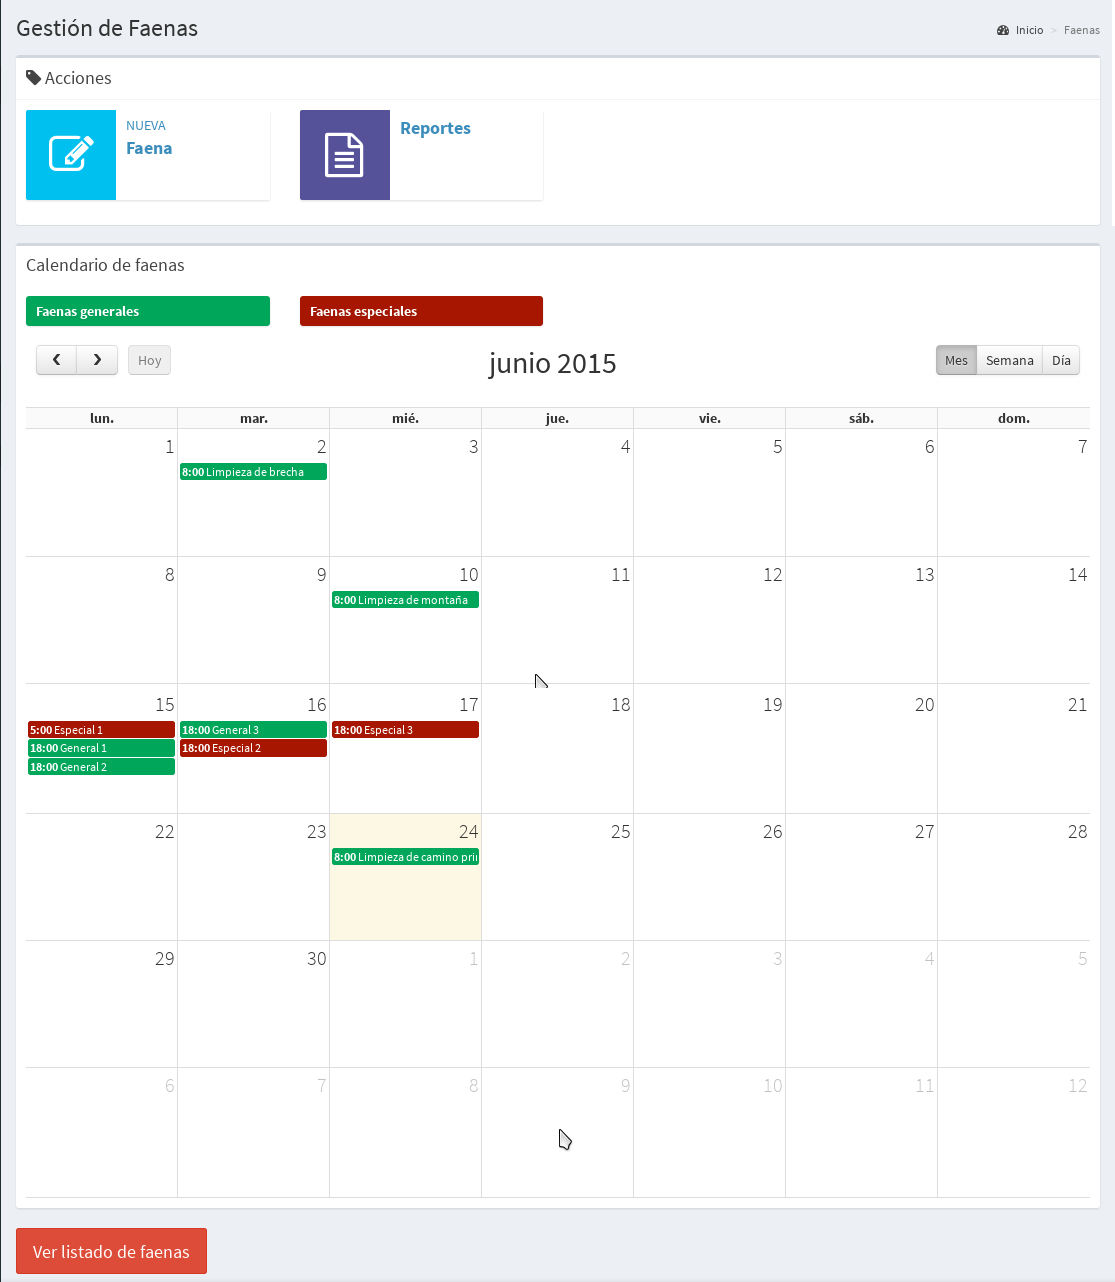 Gestión de Faenas
Inicio > Faenas
Acciones
NUEVA
Faena
Reportes
Calendario de faenas
Faenas generales
Faenas especiales
Hoy
junio 2015
Mes Semana Día
lun. mar. mié. jue. vie. sáb. dom.
1 2 3 4 5 6 7
8:00 Limpieza de brecha
8 9 10 11 12 13 14
8:00 Limpieza de montaña
15 16 17 18 19 20 21
5:00 Especial 1 18:00 General 3 18:00 Especial 3
18:00 General 1 18:00 Especial 2
18:00 General 2
22 23 24 25 26 27 28
8:00 Limpieza de camino pri
29 30 1 2 3 4 5
6 7 8 9 10 11 12
Ver listado de faenas